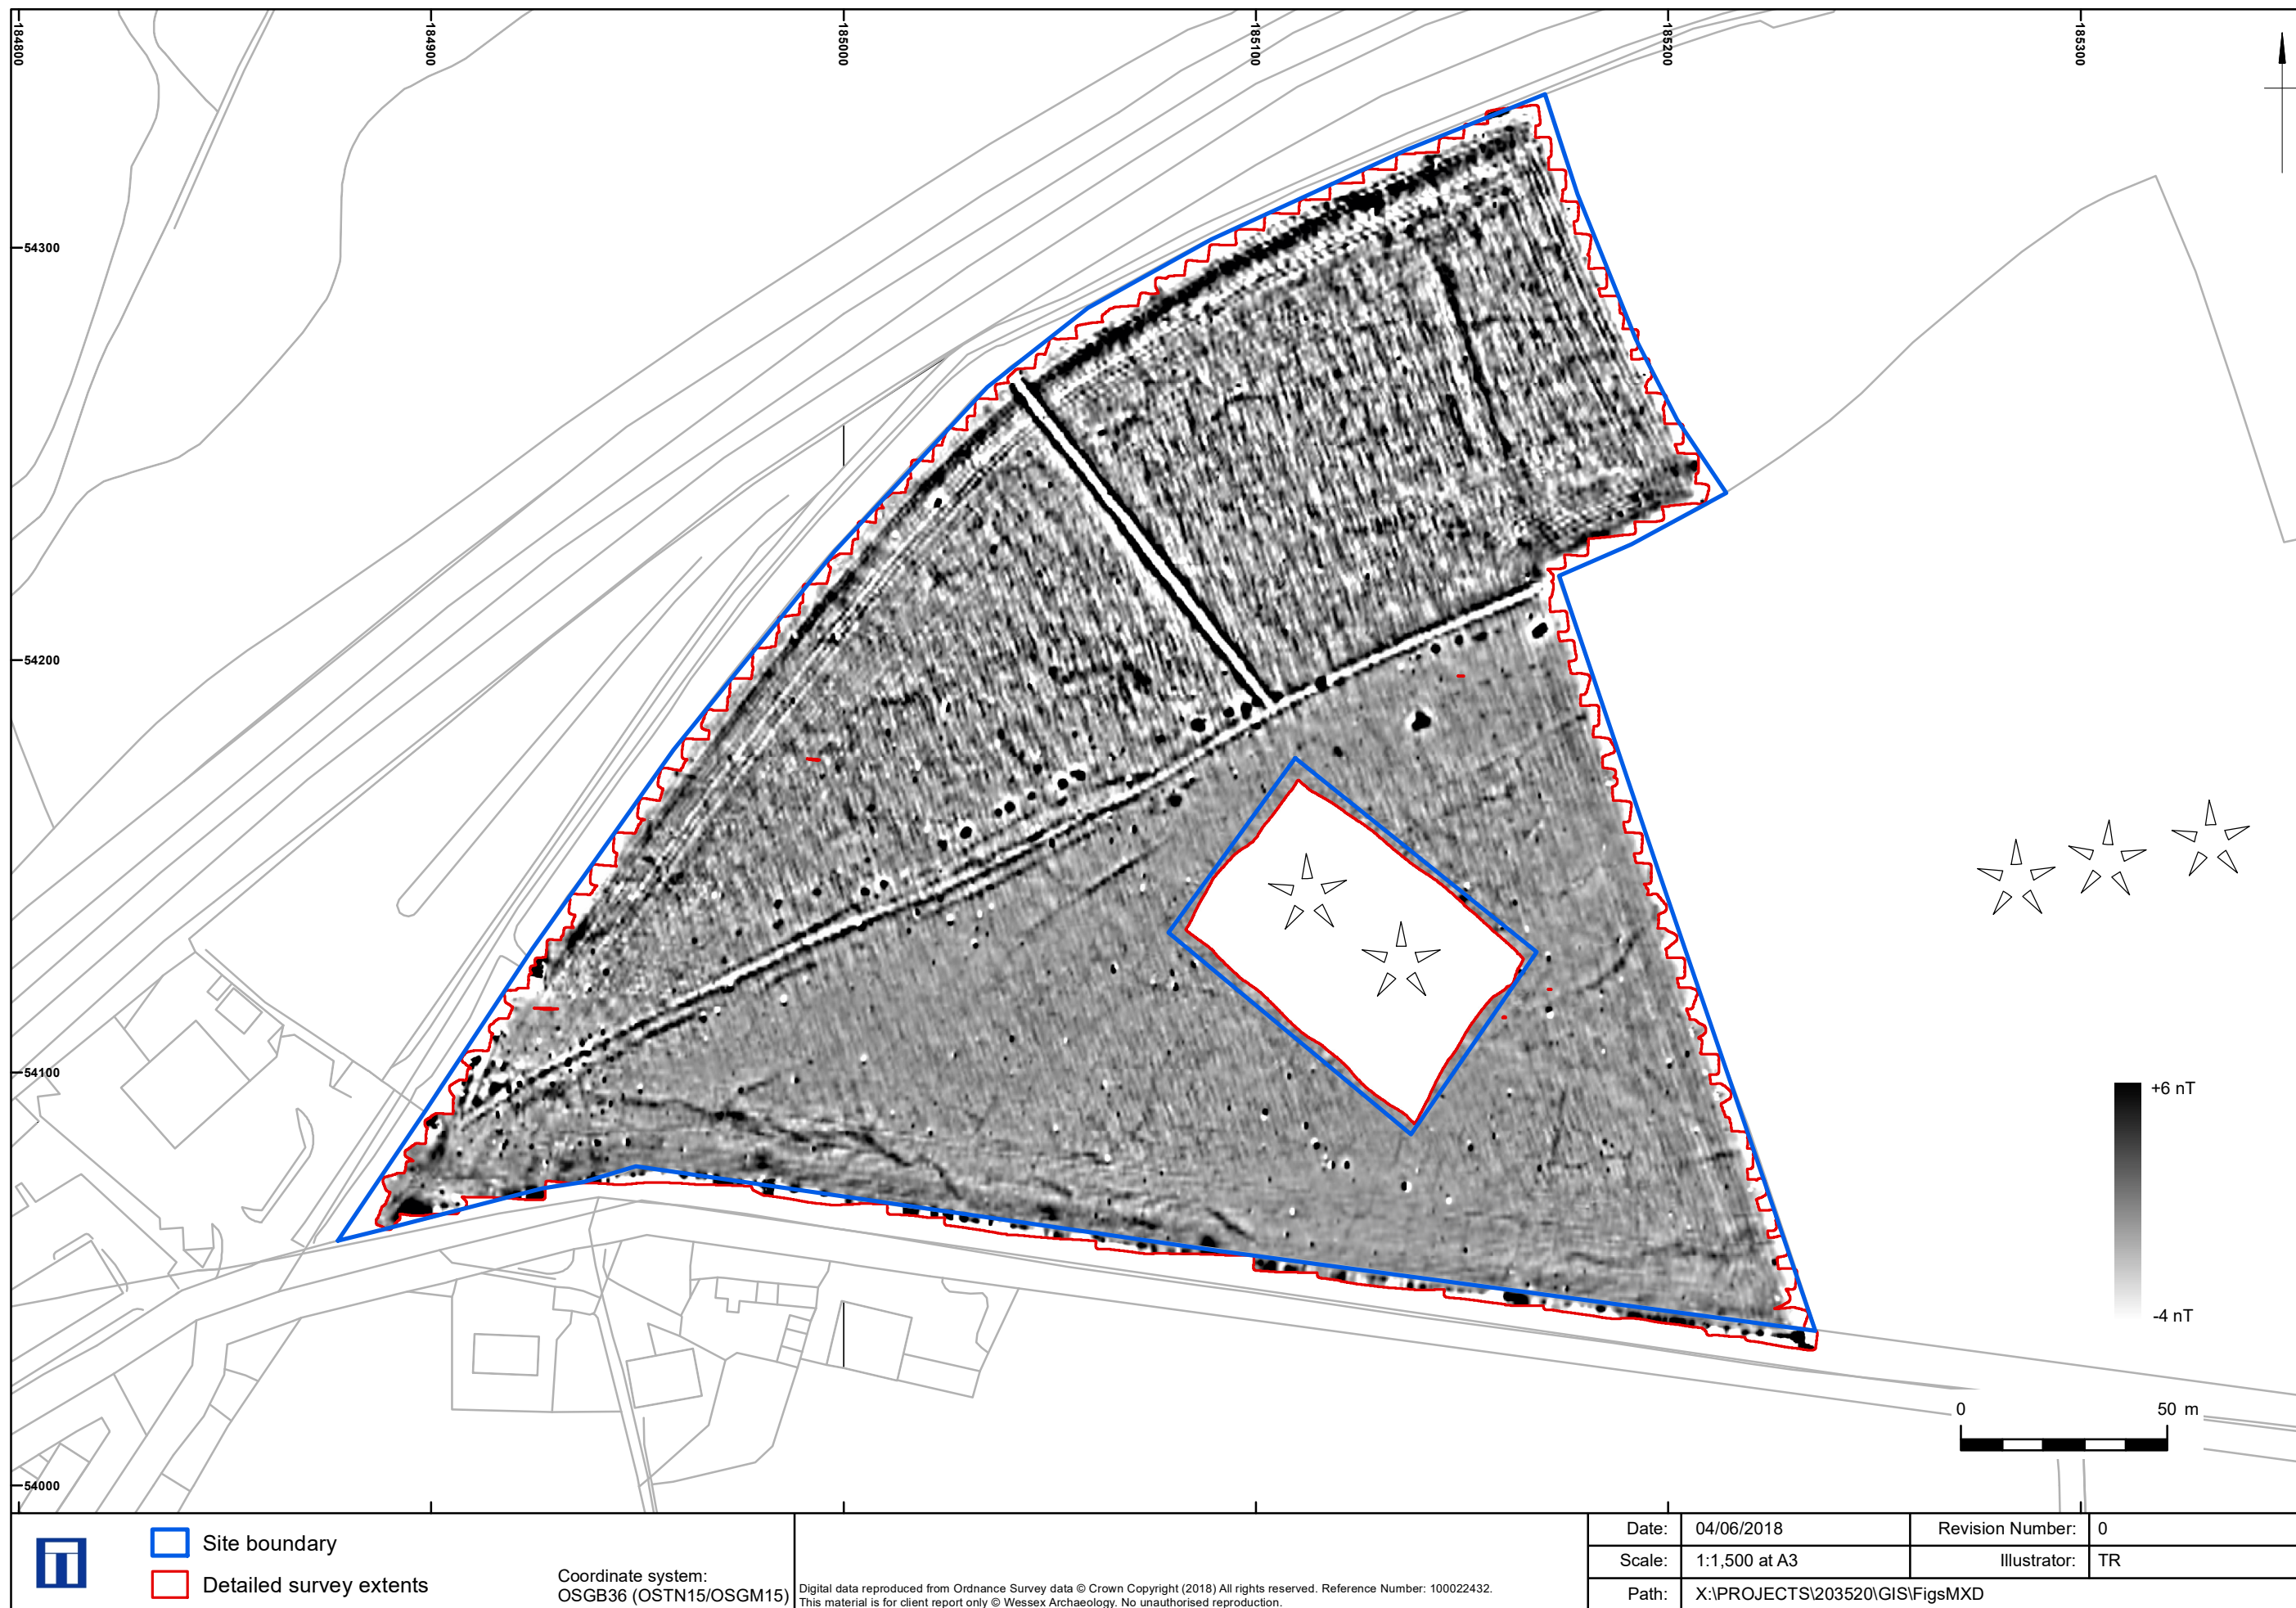 184800
184900
185000
185100
185200
185300
54300
54200
54100
54000
+6 nT
-4 nT
0 50 m
Site boundary
Detailed survey extents
Coordinate system:
OSGB36 (OSTN15/OSGM15)
Digital data reproduced from Ordnance Survey data © Crown Copyright (2018) All rights reserved. Reference Number: 100022432.
This material is for client report only © Wessex Archaeology. No unauthorised reproduction.
Date: 04/06/2018 Revision Number: 0
Scale: 1:1,500 at A3 Illustrator: TR
Path: X:\PROJECTS\203520\GIS\FigsMXD